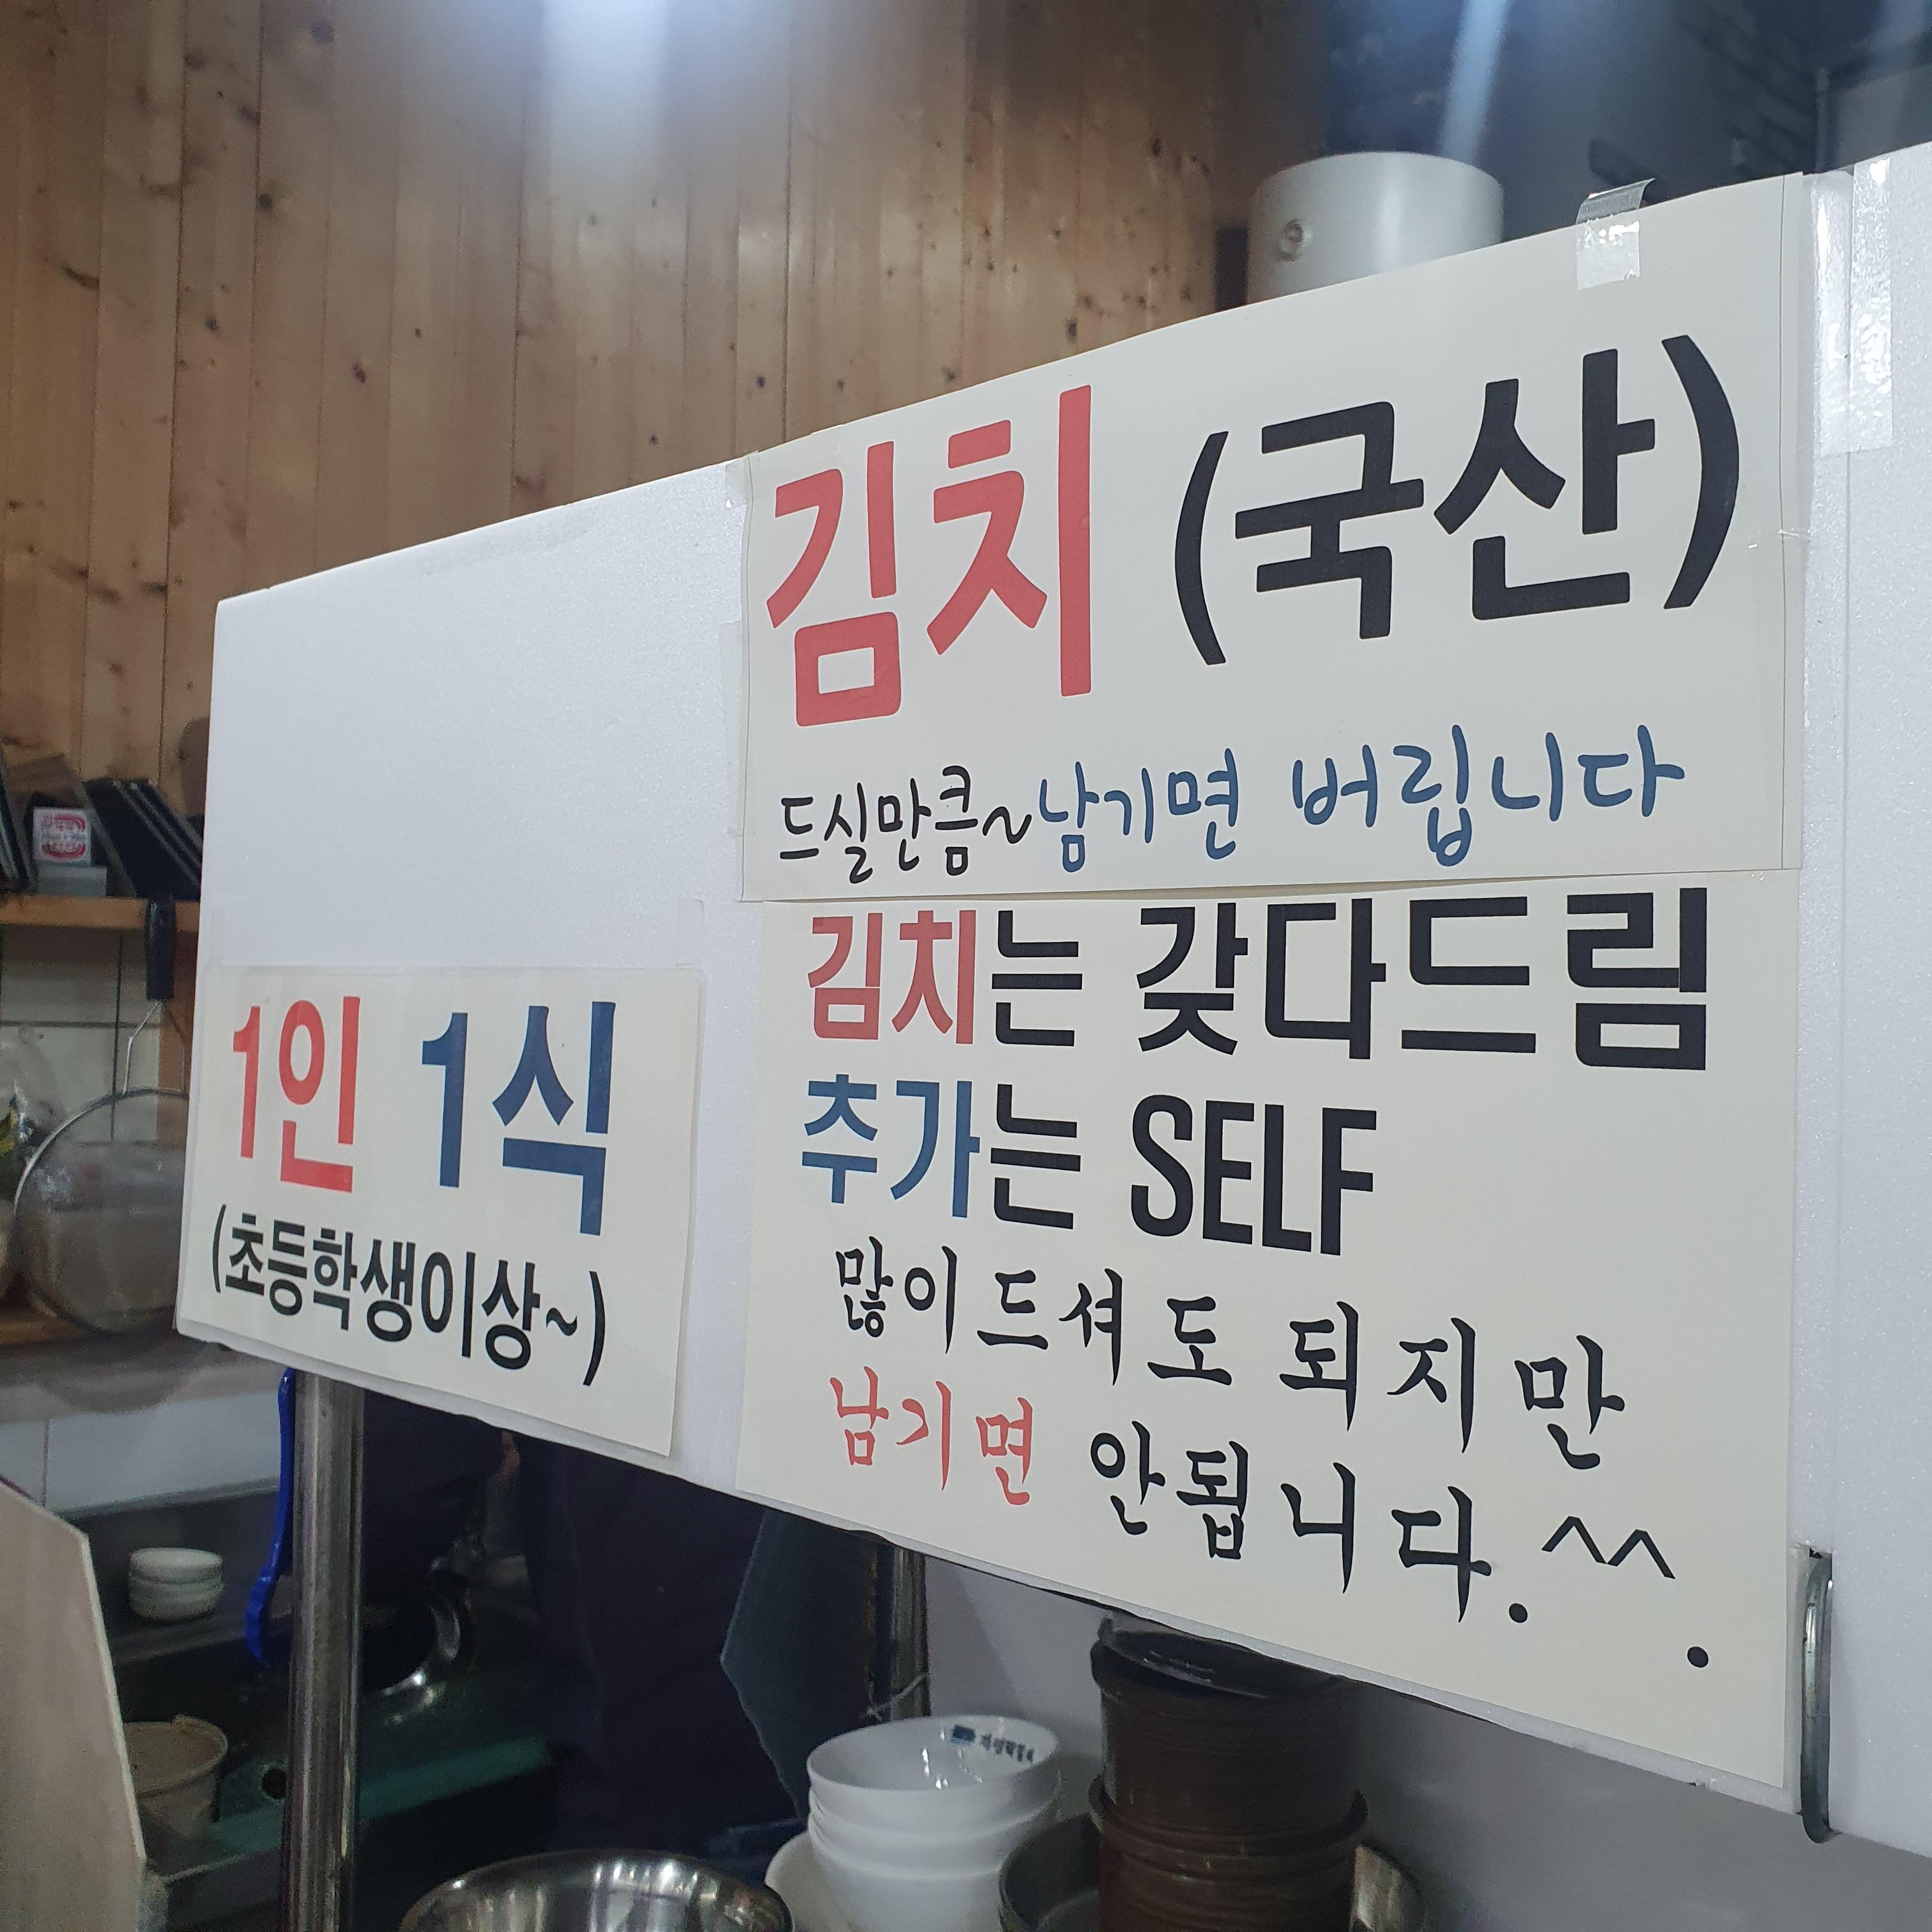 김치 (국산)
드실만큼~남기면 버립니다
김치는 갖다드림
추가는 SELF
많이 드셔도 되지만
남기면 안됩니다. ^^.
1인 1식
(초등학생이상~)